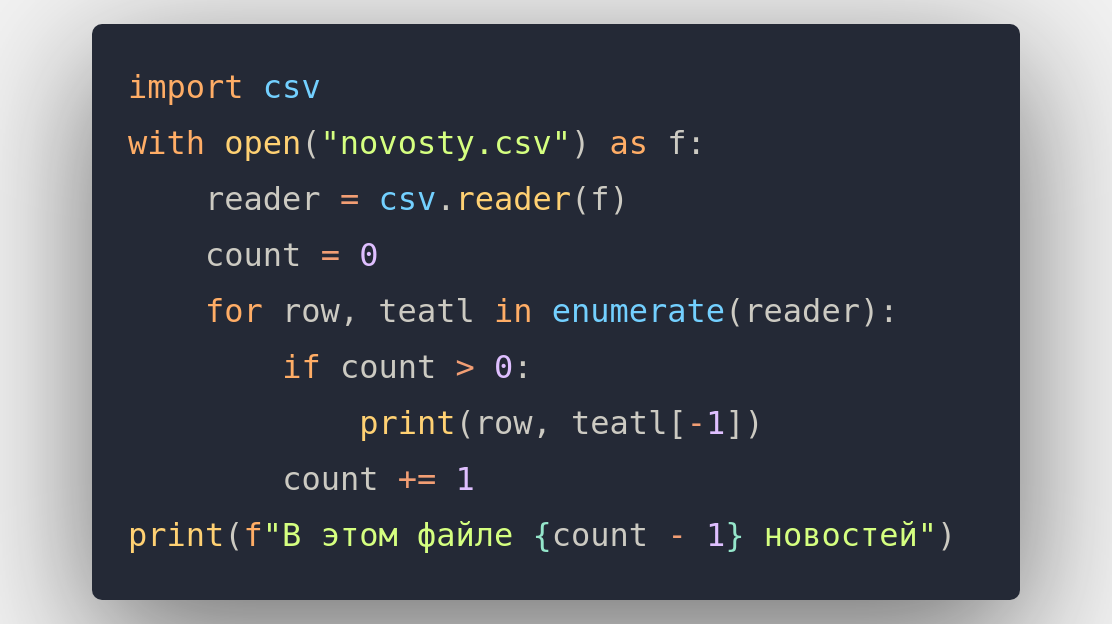 import csv
with open("novosty.csv") as f:
    reader = csv.reader(f)
    count = 0
    for row, teatl in enumerate(reader):
        if count > 0:
            print(row, teatl[-1])
        count += 1
print(f"В этом файле {count - 1} новостей")